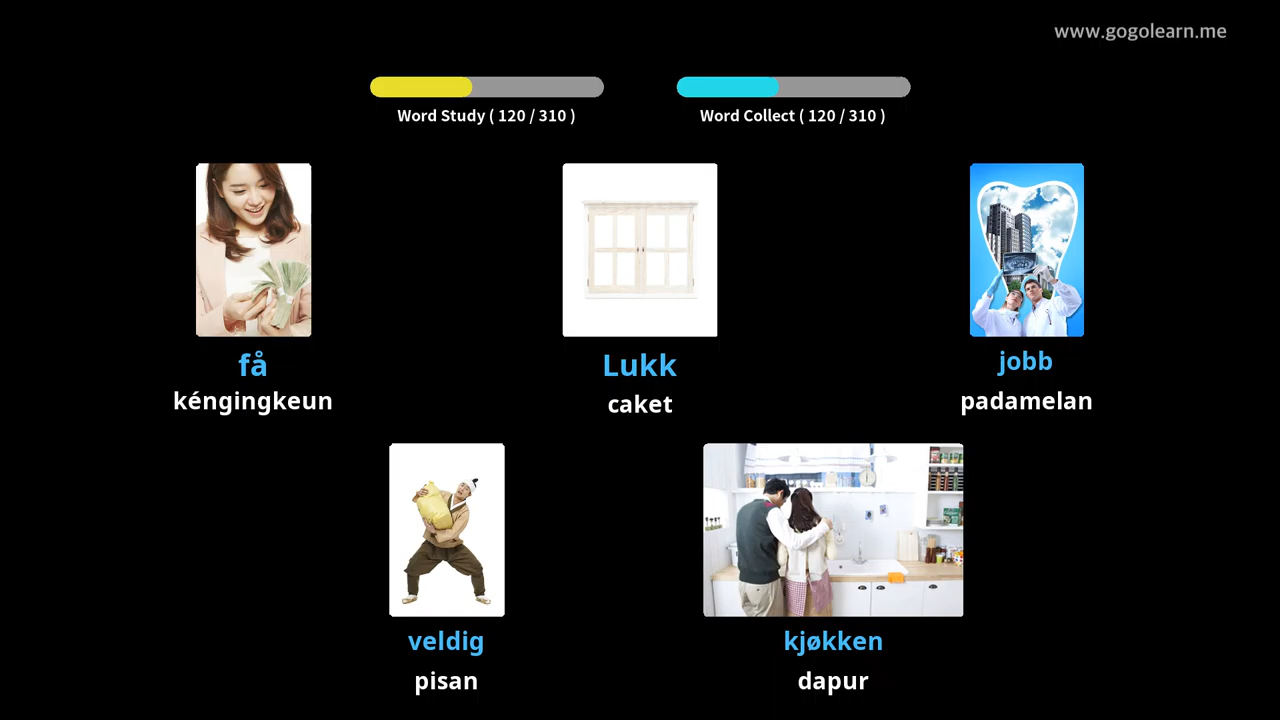 www.gogolearn.me
Word Study ( 120 / 310 )
Word Collect ( 120 / 310 )
få
kéngingkeun
Lukk
caket
jobb
padamelan
veldig
pisan
kjøkken
dapur